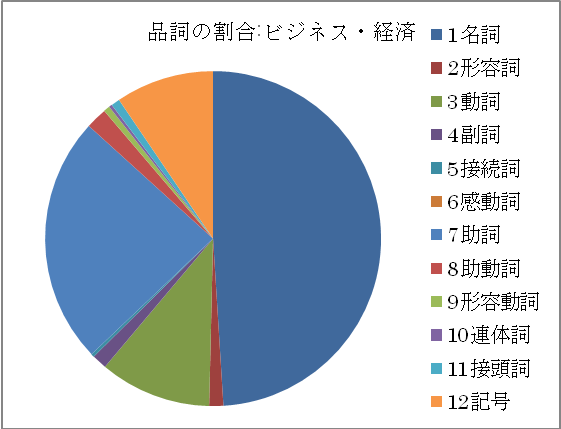 品詞の割合:ビジネス・経済
1名詞
2形容詞
3動詞
4副詞
5接続詞
6感動詞
7助詞
8助動詞
9形容動詞
10連体詞
11接頭詞
12記号